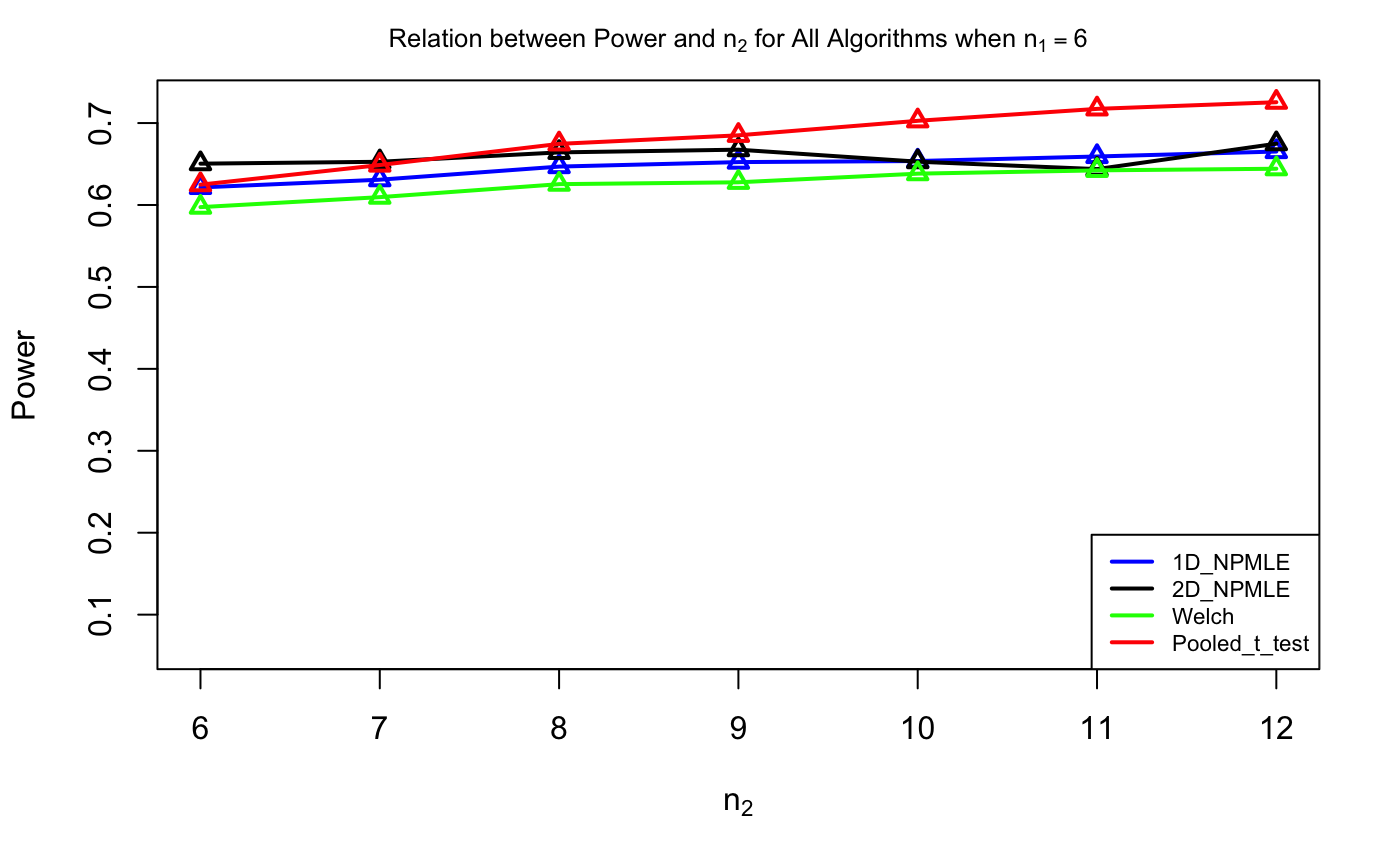 Relation between Power and n₂ for All Algorithms when n₁ = 6
Power
0.7
0.6
0.5
0.4
0.3
0.2
0.1
1D_NPMLE
2D_NPMLE
Welch
Pooled_t_test
6 7 8 9 10 11 12
n₂